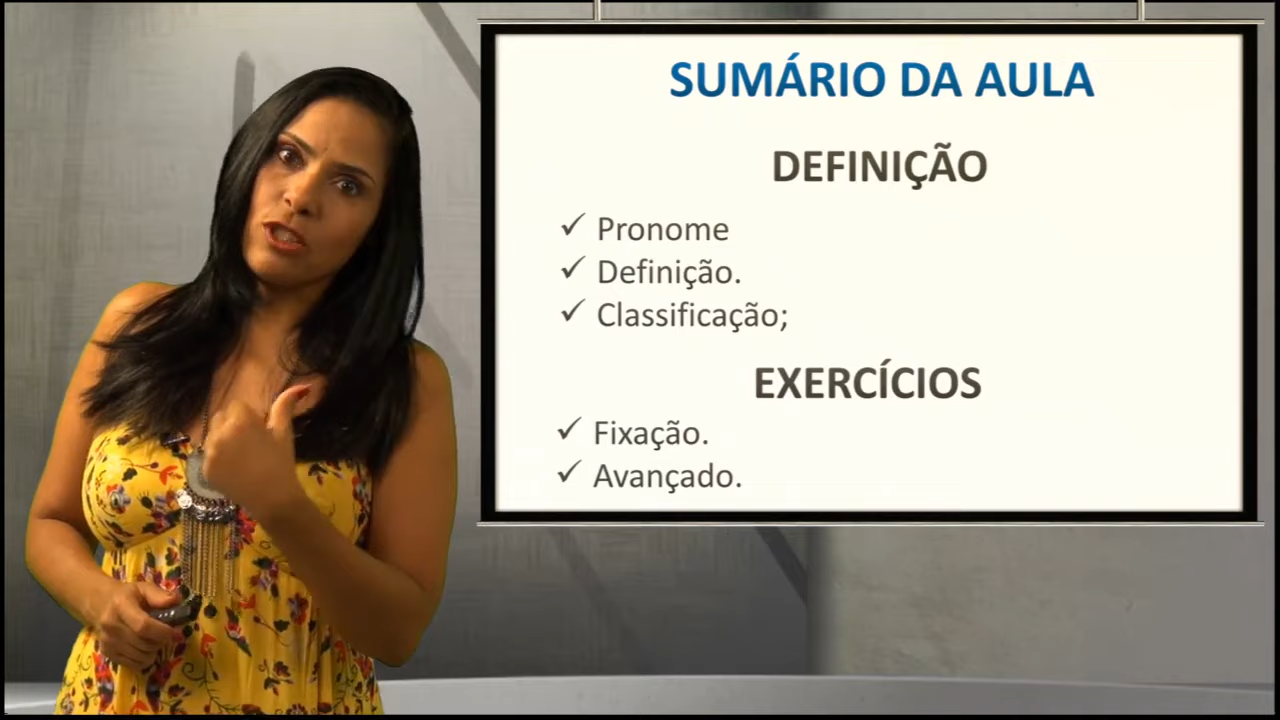 SUMÁRIO DA AULA
DEFINIÇÃO
✓ Pronome
✓ Definição.
✓ Classificação;
EXERCÍCIOS
✓ Fixação.
✓ Avançado.